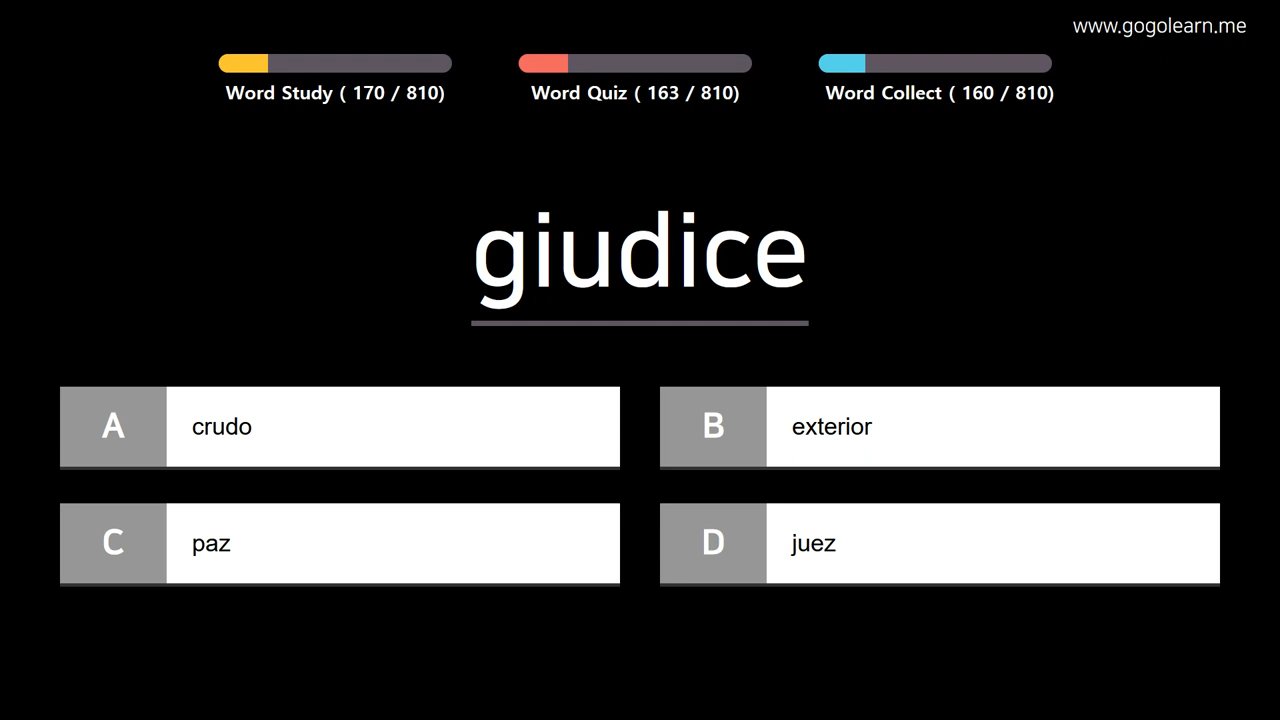 www.gogolearn.me
Word Study ( 170 / 810)
Word Quiz ( 163 / 810)
Word Collect ( 160 / 810)
giudice
A crudo
B exterior
C paz
D juez